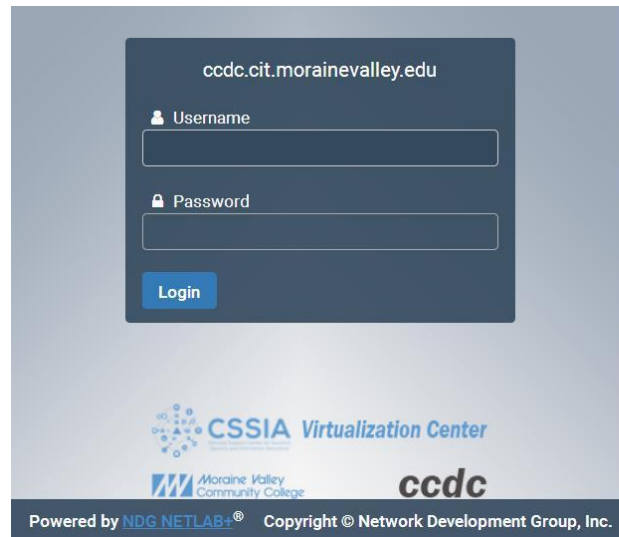 ccdc.cit.morainevalley.edu
Username
Password
Login
CSSIA Virtualization Center
Moraine Valley
Community College
ccdc
Powered by NDG NETLAB+® Copyright © Network Development Group, Inc.